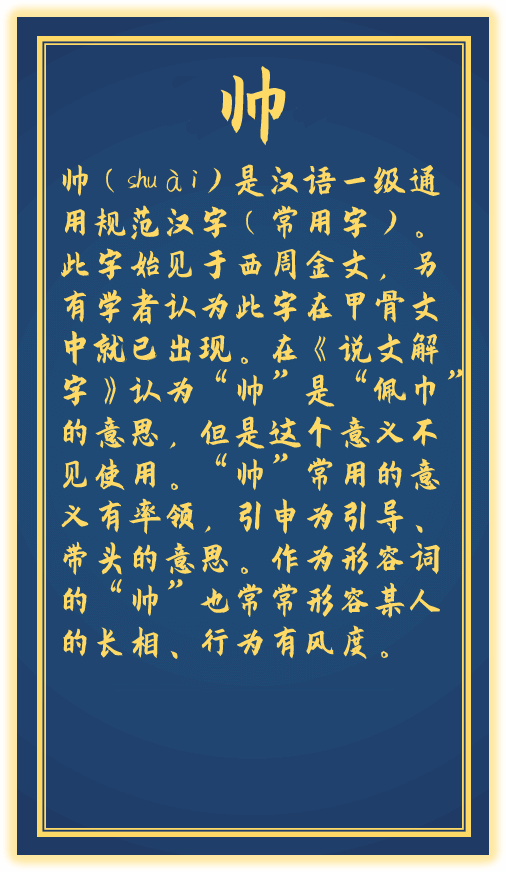 帅
帅（shuài）是汉语一级通
用规范汉字（常用字）。
此字始见于西周金文，另
有学者认为此字在甲骨文
中就已出现。在《说文解
字》认为“帅”是“佩巾”
的意思，但是这个意义不
见使用。“帅”常用的意
义有率领，引申为引导、
带头的意思。作为形容词
的“帅”也常常形容某人
的长相、行为有风度。